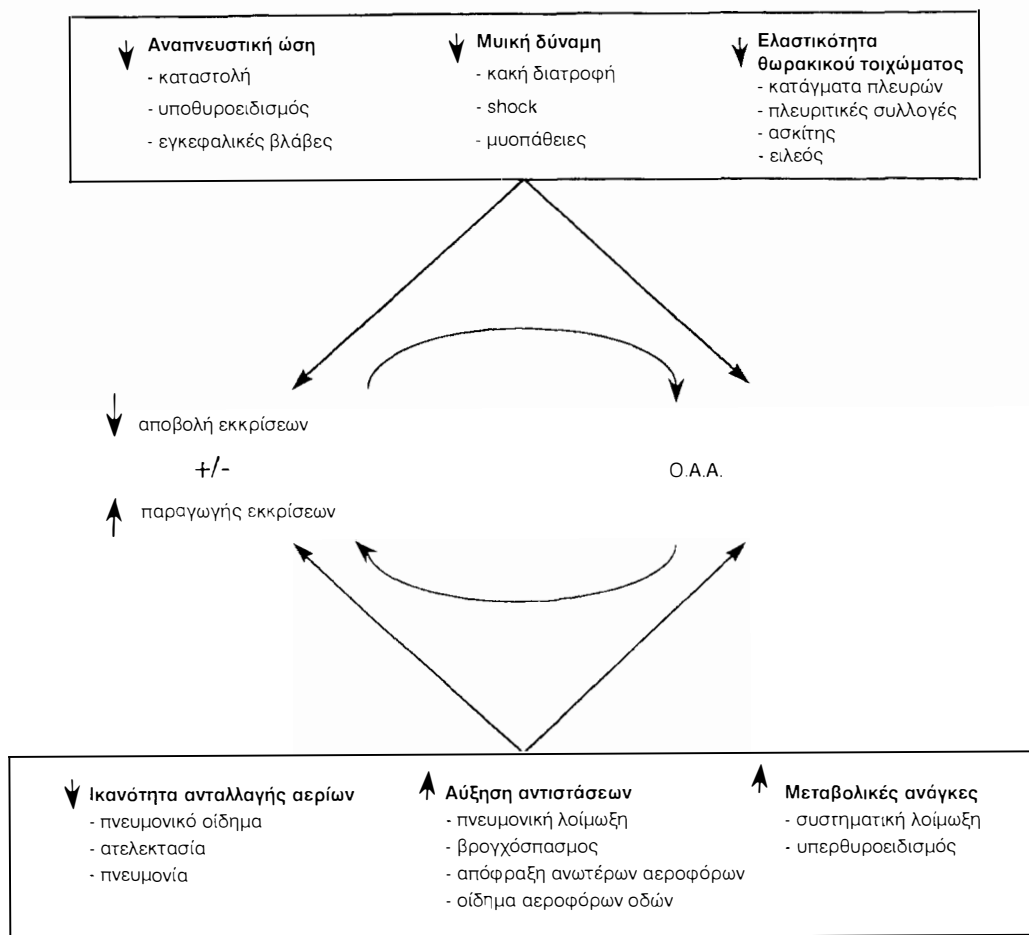 Αναπνευστική ώση
- καταστολή
- υποθυροειδισμός
- εγκεφαλικές βλάβες
Μυική δύναμη
- κακή διατροφή
- shock
- μυοπάθειες
Ελαστικότητα
θωρακικού τοιχώματος
- κατάγματα πλευρών
- πλευριτικές συλλογές
- ασκίτης
- ειλεός
αποβολή εκκρίσεων
+/-
παραγωγής εκκρίσεων
Ο.Α.Α.
Ικανότητα ανταλλαγής αερίων
- πνευμονικό οίδημα
- ατελεκτασία
- πνευμονία
Αύξηση αντιστάσεων
- πνευμονική λοίμωξη
- βρογχόσπασμος
- απόφραξη ανωτέρων αεροφόρων
- οίδημα αεροφόρων οδών
Μεταβολικές ανάγκες
- συστηματική λοίμωξη
- υπερθυροειδισμός